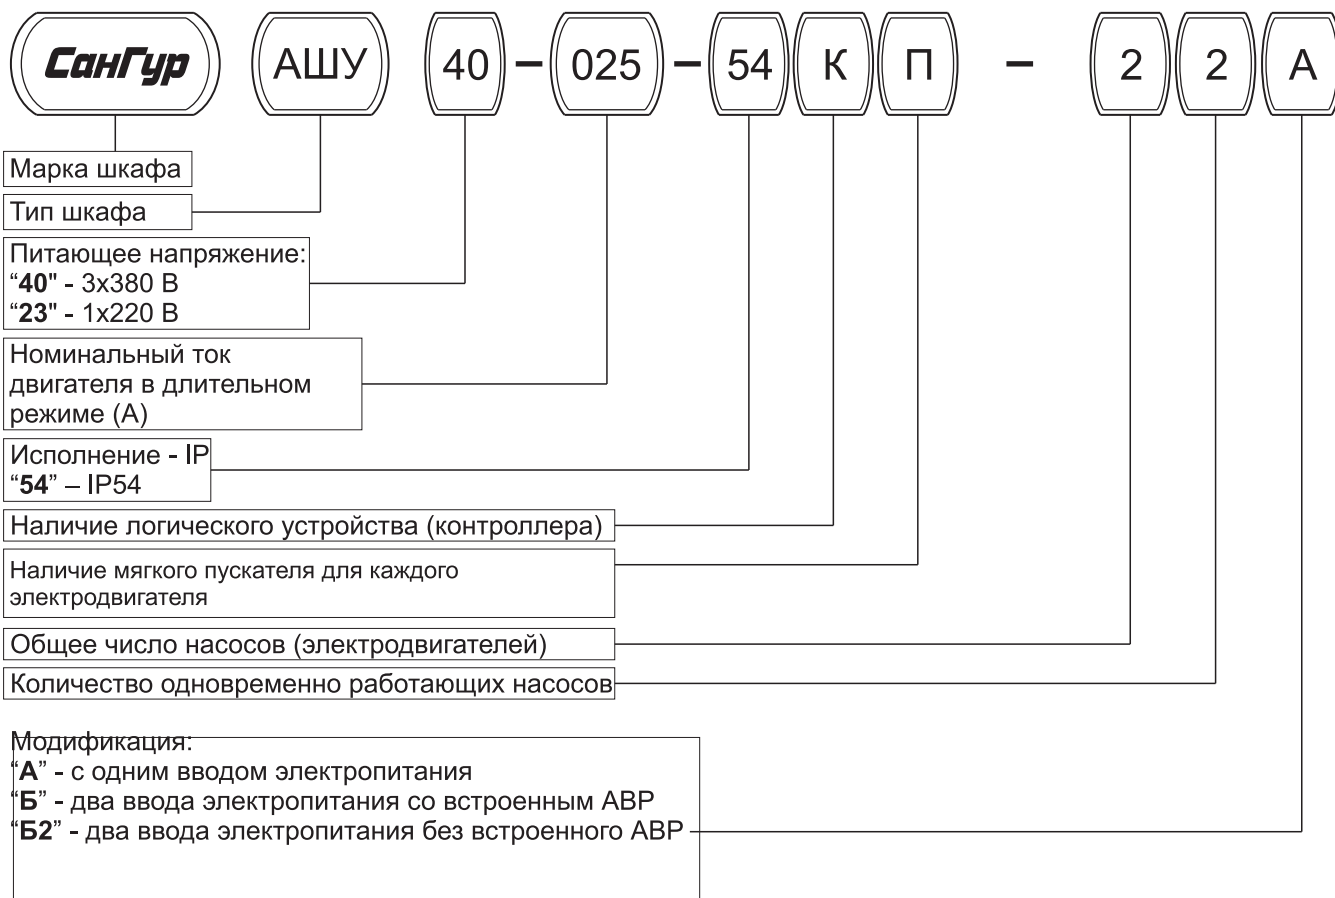 СанГур АШУ 40 – 025 – 54 К П – 2 2 А
Марка шкафа
Тип шкафа
Питающее напряжение:
“40" - 3х380 В
“23" - 1х220 В
Номинальный ток
двигателя в длительном
режиме (А)
Исполнение - IP
“54” – IP54
Наличие логического устройства (контроллера)
Наличие мягкого пускателя для каждого
электродвигателя
Общее число насосов (электродвигателей)
Количество одновременно работающих насосов
Модификация:
“А” - с одним вводом электропитания
“Б” - два ввода электропитания со встроенным АВР
“Б2” - два ввода электропитания без встроенного АВР